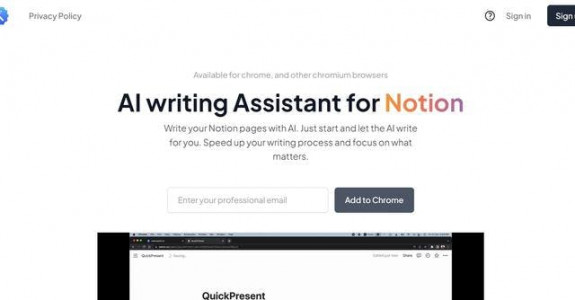 Privacy Policy
Sign in
Sign
Available for chrome, and other chromium browsers
AI writing Assistant for Notion
Write your Notion pages with AI. Just start and let the AI write
for you. Speed up your writing process and focus on what
matters.
Enter your professional email
Add to Chrome
QuickPresent
Share
QuickPresent